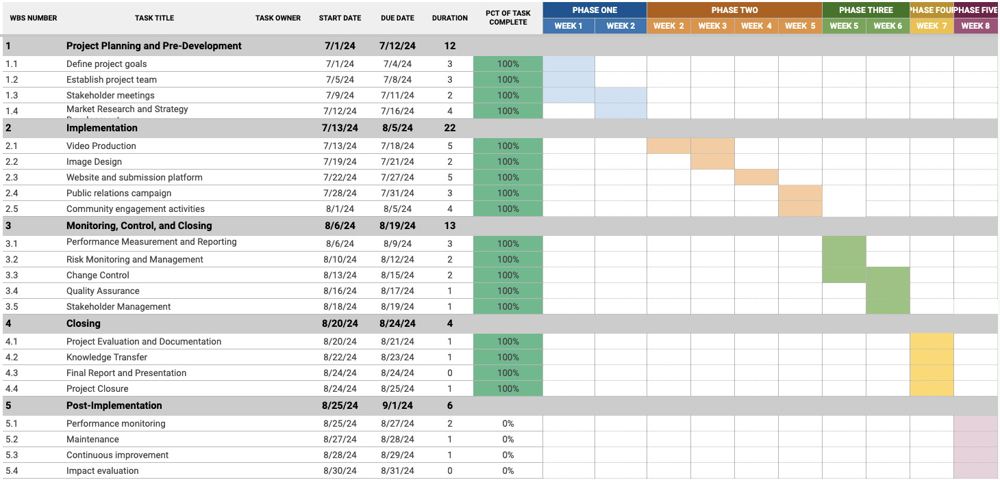 WBS NUMBER TASK TITLE TASK OWNER START DATE DUE DATE DURATION PCT OF TASK COMPLETE PHASE ONE PHASE TWO PHASE THREE PHASE FOUR PHASE FIVE
WEEK 1 WEEK 2 WEEK 2 WEEK 3 WEEK 4 WEEK 5 WEEK 5 WEEK 6 WEEK 7 WEEK 8
1 Project Planning and Pre-Development 7/1/24 7/12/24 12
1.1 Define project goals 7/1/24 7/4/24 3 100%
1.2 Establish project team 7/5/24 7/8/24 3 100%
1.3 Stakeholder meetings 7/9/24 7/11/24 2 100%
1.4 Market Research and Strategy 7/12/24 7/16/24 4 100%
2 Implementation 7/13/24 8/5/24 22
2.1 Video Production 7/13/24 7/18/24 5 100%
2.2 Image Design 7/19/24 7/21/24 2 100%
2.3 Website and submission platform 7/22/24 7/27/24 5 100%
2.4 Public relations campaign 7/28/24 7/31/24 3 100%
2.5 Community engagement activities 8/1/24 8/5/24 4 100%
3 Monitoring, Control, and Closing 8/6/24 8/19/24 13
3.1 Performance Measurement and Reporting 8/6/24 8/9/24 3 100%
3.2 Risk Monitoring and Management 8/10/24 8/12/24 2 100%
3.3 Change Control 8/13/24 8/15/24 2 100%
3.4 Quality Assurance 8/16/24 8/17/24 1 100%
3.5 Stakeholder Management 8/18/24 8/19/24 1 100%
4 Closing 8/20/24 8/24/24 4
4.1 Project Evaluation and Documentation 8/20/24 8/21/24 1 100%
4.2 Knowledge Transfer 8/22/24 8/23/24 1 100%
4.3 Final Report and Presentation 8/24/24 8/24/24 0 100%
4.4 Project Closure 8/24/24 8/25/24 1 100%
5 Post-Implementation 8/25/24 9/1/24 6
5.1 Performance monitoring 8/25/24 8/27/24 2 0%
5.2 Maintenance 8/27/24 8/28/24 1 0%
5.3 Continuous improvement 8/28/24 8/29/24 1 0%
5.4 Impact evaluation 8/30/24 8/31/24 0 0%